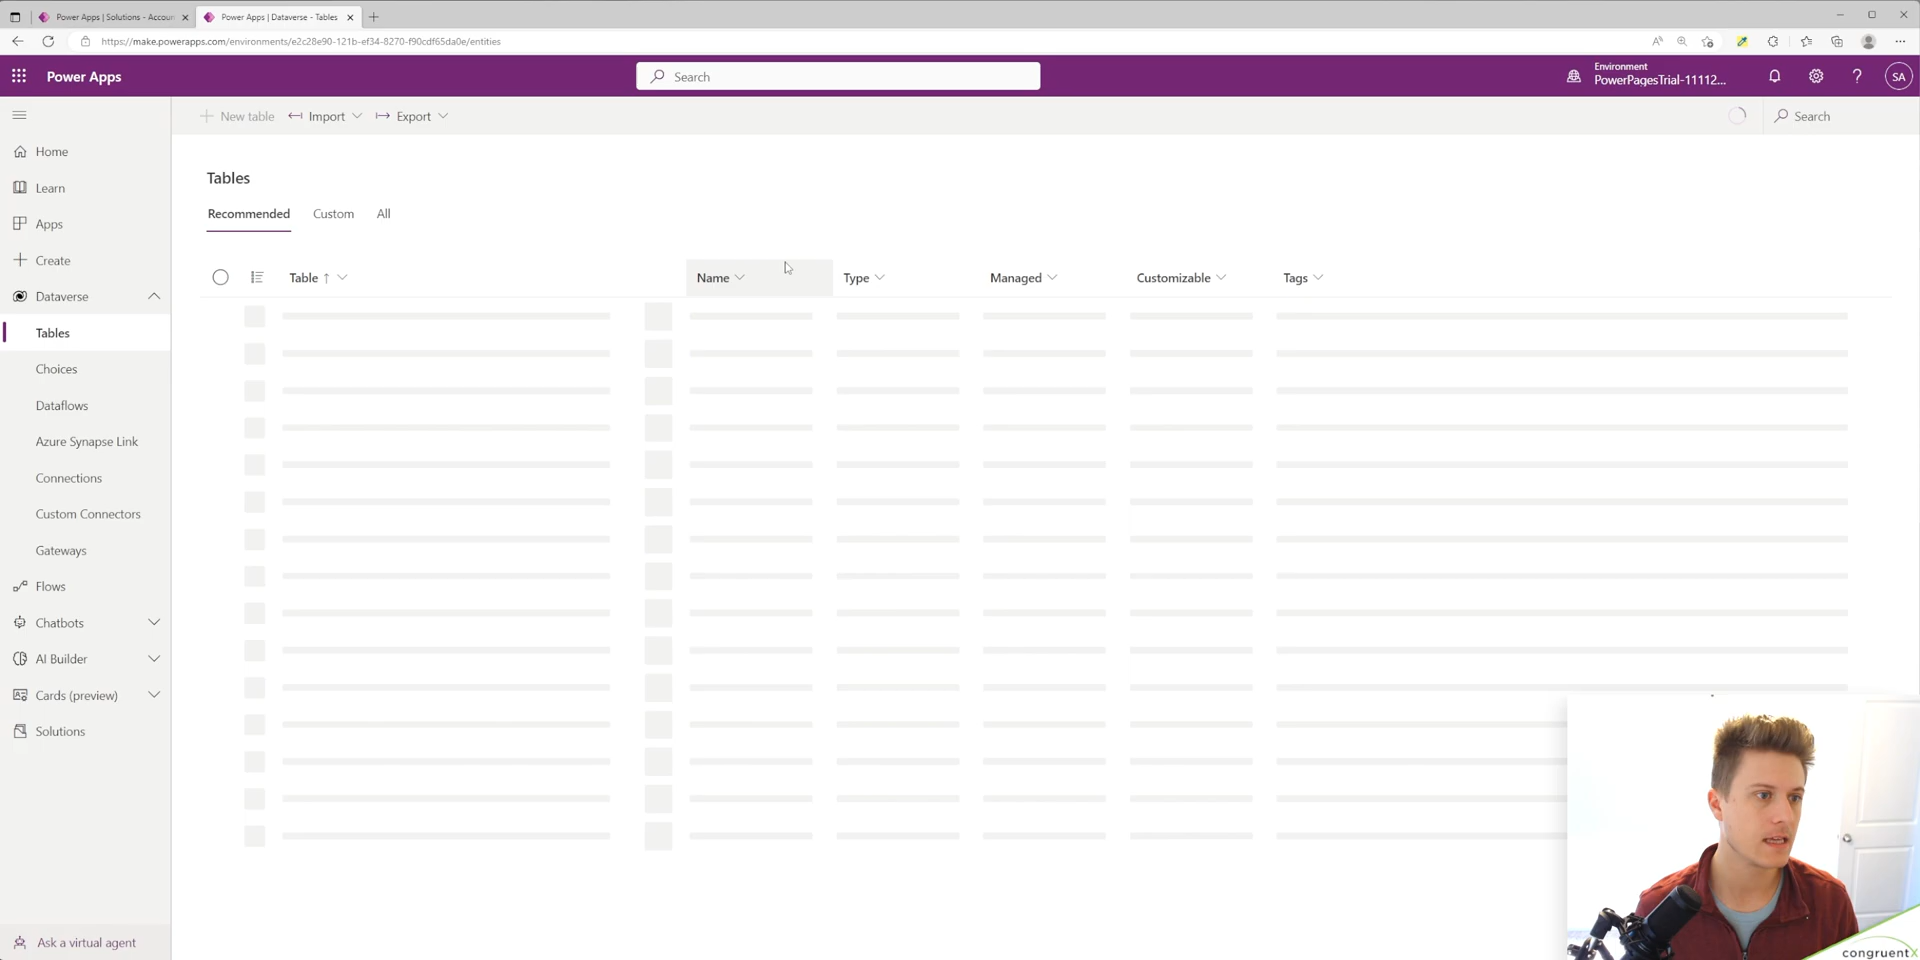 Power Apps | Solutions - Accoun
Power Apps | Dataverse - Tables
https://make.powerapps.com/environments/e2c28e90-121b-ef34-8270-f90cdf65da0e/entities
Power Apps
Search
Environment
PowerPagesTrial-11112...
SA
New table
Import
Export
Search
Home
Learn
Apps
Create
Dataverse
Tables
Choices
Dataflows
Azure Synapse Link
Connections
Custom Connectors
Gateways
Flows
Chatbots
AI Builder
Cards (preview)
Solutions
Ask a virtual agent
Tables
Recommended
Custom
All
Table
Name
Type
Managed
Customizable
Tags
congruentX